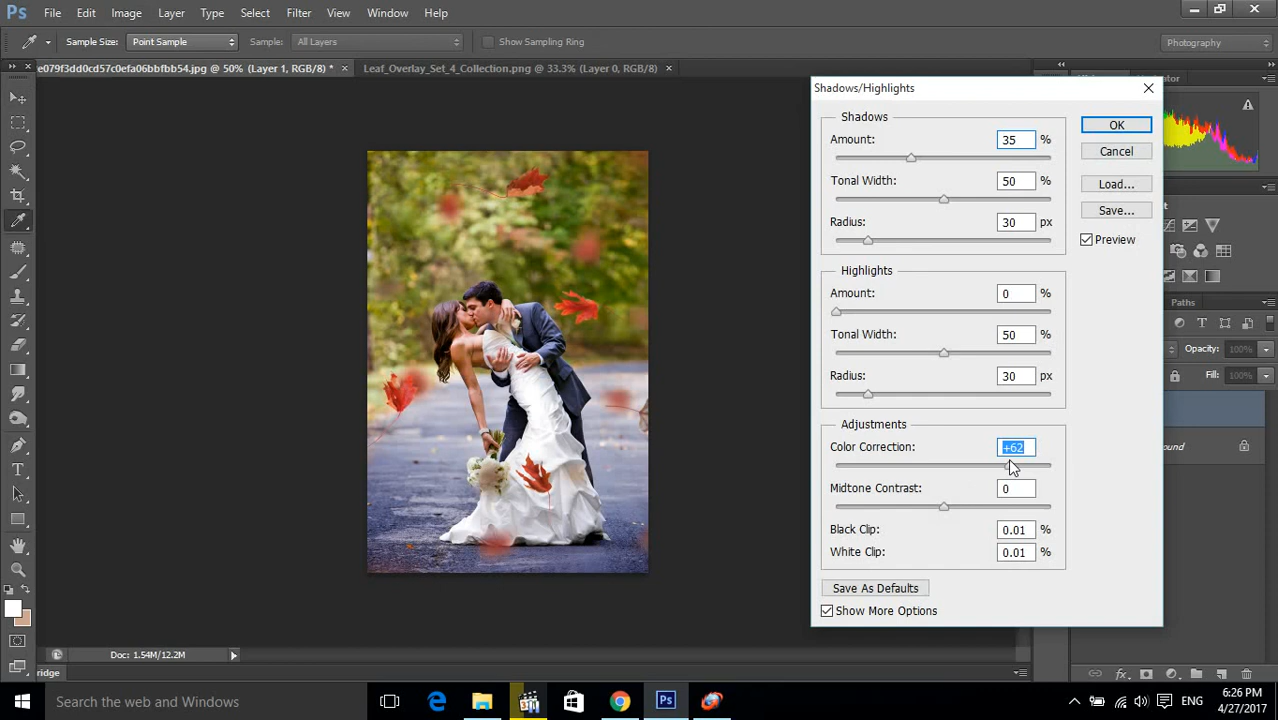 Ps File Edit Image Layer Type Select Filter View Window Help
Sample Size: Point Sample Sample: All Layers Show Sampling Ring Photography
e079f3dd0cd57c0efa06bbfbb54.jpg @ 50% (Layer 1, RGB/8) * Leaf_Overlay_Set_4_Collection.png @ 33.3% (Layer 0, RGB/8)
Shadows/Highlights
Shadows
Amount: 35 %
OK
Cancel
Tonal Width: 50 %
Load...
Save...
Radius: 30 px
Preview
Highlights
Amount: 0 %
Paths
Tonal Width: 50 %
Opacity: 100%
Radius: 30 px
Fill: 100%
Adjustments
Color Correction: +62
Midtone Contrast: 0
Black Clip: 0.01 %
White Clip: 0.01 %
Save As Defaults
Show More Options
Doc: 1.54M/12.2M
ridge
Search the web and Windows
Ps
ENG
6:26 PM
4/27/2017